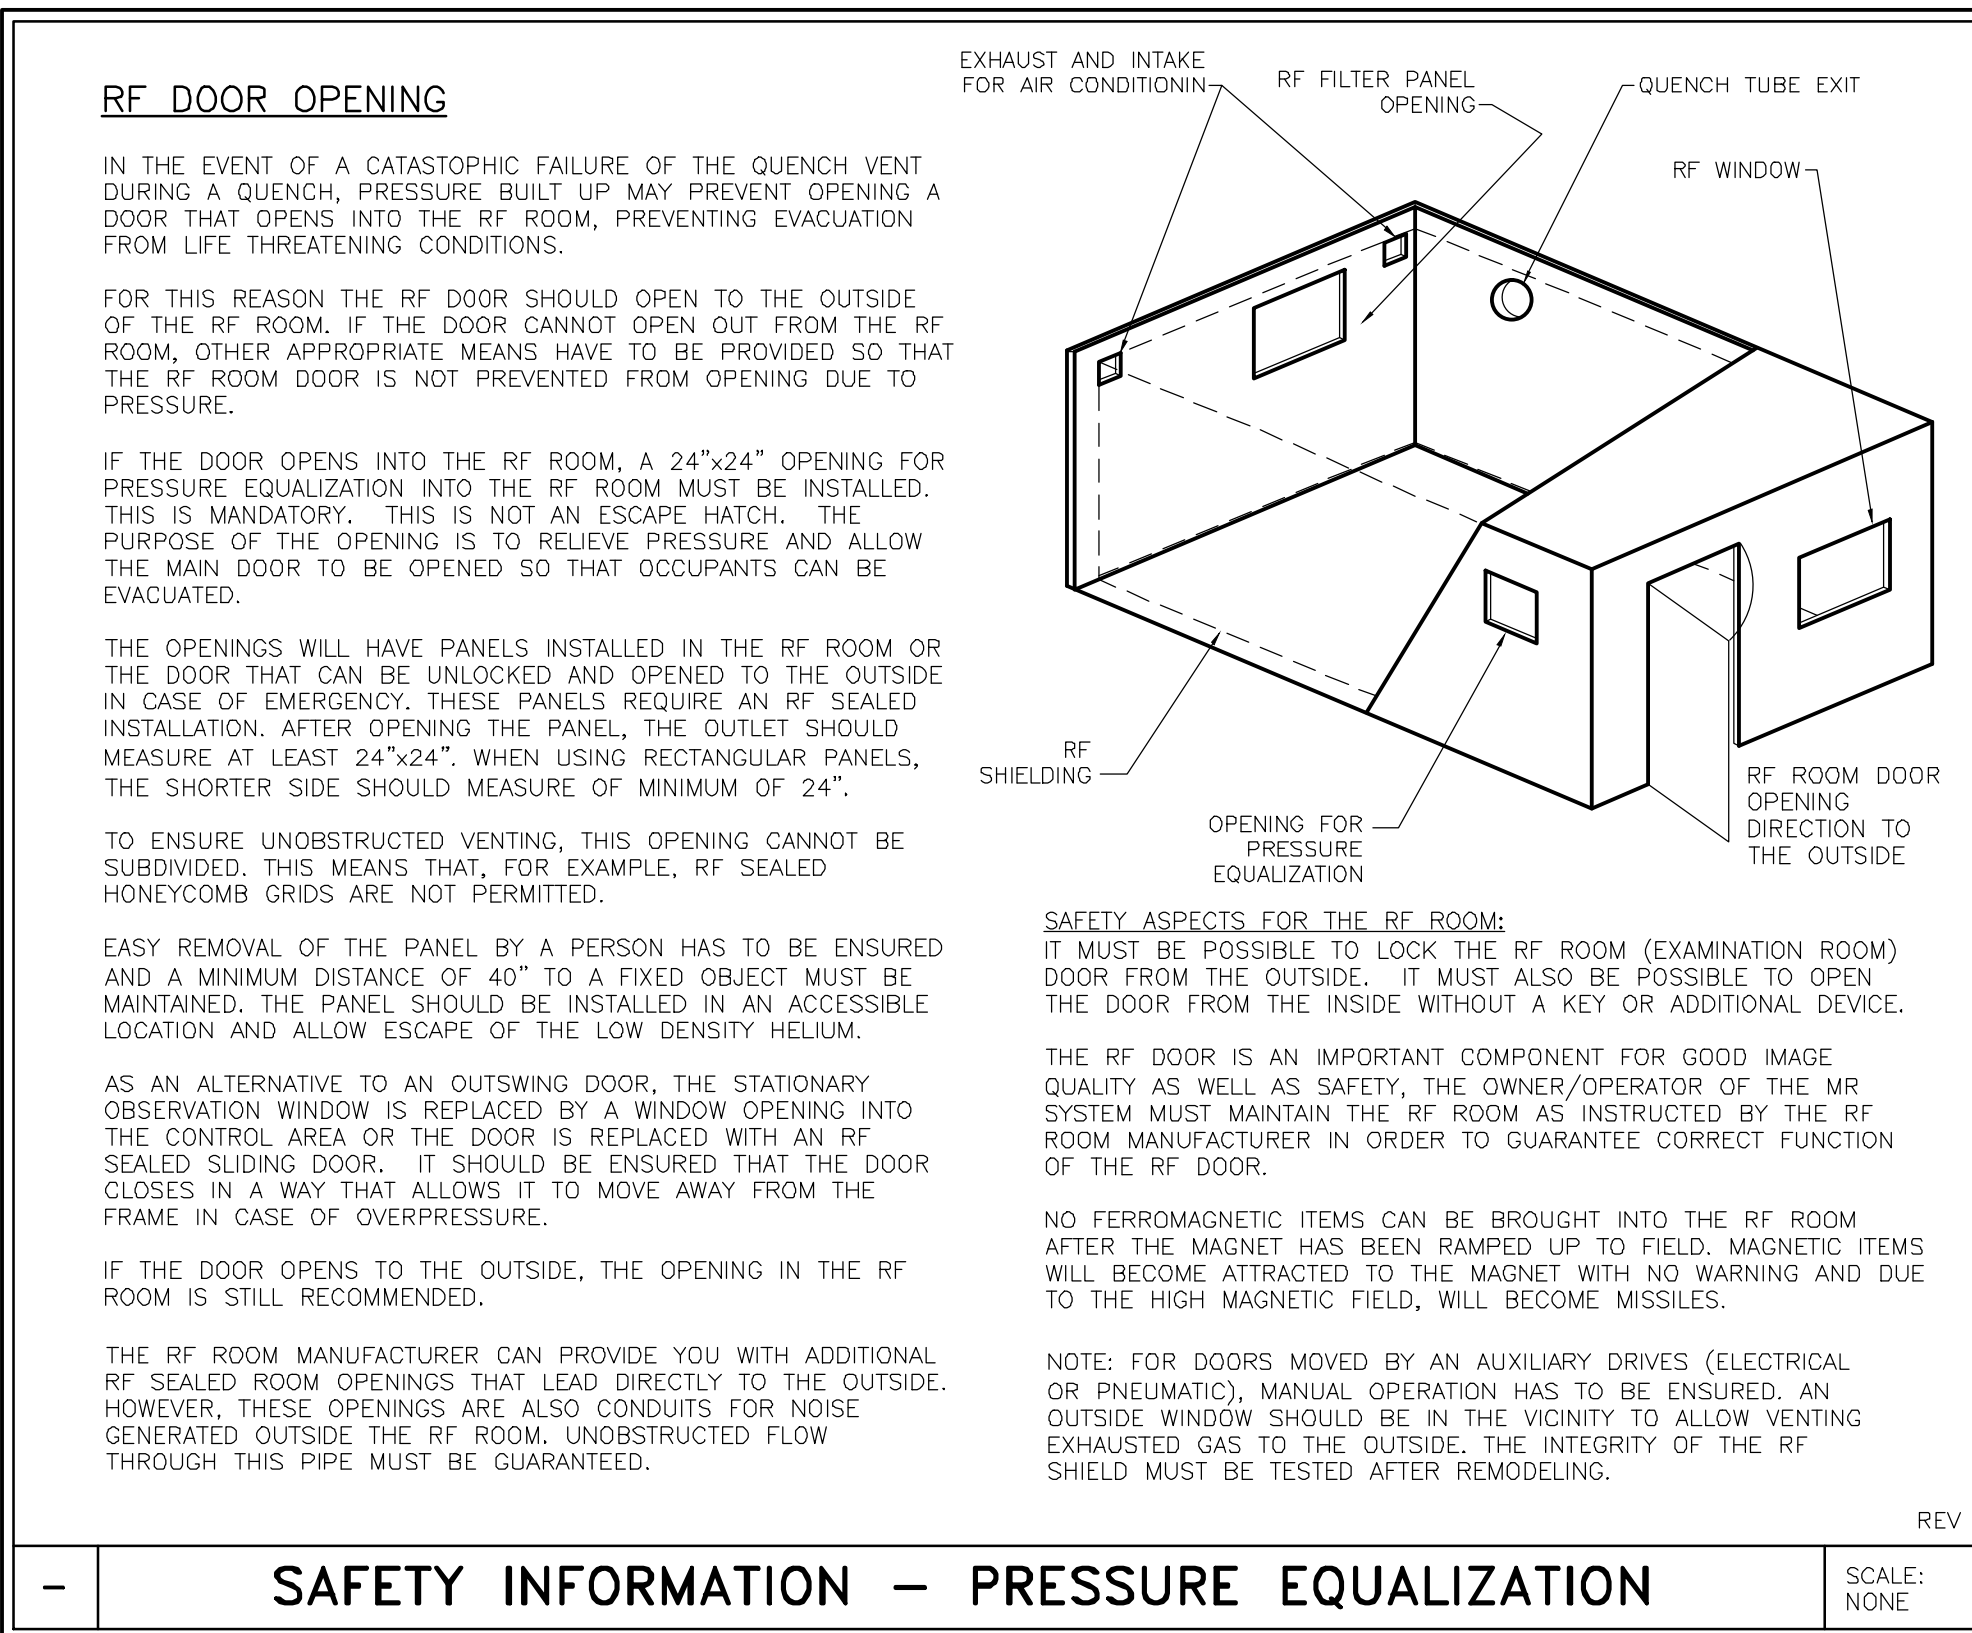 RF DOOR OPENING
IN THE EVENT OF A CATASTOPHIC FAILURE OF THE QUENCH VENT
DURING A QUENCH, PRESSURE BUILT UP MAY PREVENT OPENING A
DOOR THAT OPENS INTO THE RF ROOM, PREVENTING EVACUATION
FROM LIFE THREATENING CONDITIONS.
FOR THIS REASON THE RF DOOR SHOULD OPEN TO THE OUTSIDE
OF THE RF ROOM. IF THE DOOR CANNOT OPEN OUT FROM THE RF
ROOM, OTHER APPROPRIATE MEANS HAVE TO BE PROVIDED SO THAT
THE RF ROOM DOOR IS NOT PREVENTED FROM OPENING DUE TO
PRESSURE.
IF THE DOOR OPENS INTO THE RF ROOM, A 24"x24" OPENING FOR
PRESSURE EQUALIZATION INTO THE RF ROOM MUST BE INSTALLED.
THIS IS MANDATORY. THIS IS NOT AN ESCAPE HATCH. THE
PURPOSE OF THE OPENING IS TO RELIEVE PRESSURE AND ALLOW
THE MAIN DOOR TO BE OPENED SO THAT OCCUPANTS CAN BE
EVACUATED.
THE OPENINGS WILL HAVE PANELS INSTALLED IN THE RF ROOM OR
THE DOOR THAT CAN BE UNLOCKED AND OPENED TO THE OUTSIDE
IN CASE OF EMERGENCY. THESE PANELS REQUIRE AN RF SEALED
INSTALLATION. AFTER OPENING THE PANEL, THE OUTLET SHOULD
MEASURE AT LEAST 24"x24". WHEN USING RECTANGULAR PANELS,
THE SHORTER SIDE SHOULD MEASURE OF MINIMUM OF 24".
TO ENSURE UNOBSTRUCTED VENTING, THIS OPENING CANNOT BE
SUBDIVIDED. THIS MEANS THAT, FOR EXAMPLE, RF SEALED
HONEYCOMB GRIDS ARE NOT PERMITTED.
EASY REMOVAL OF THE PANEL BY A PERSON HAS TO BE ENSURED
AND A MINIMUM DISTANCE OF 40" TO A FIXED OBJECT MUST BE
MAINTAINED. THE PANEL SHOULD BE INSTALLED IN AN ACCESSIBLE
LOCATION AND ALLOW ESCAPE OF THE LOW DENSITY HELIUM.
AS AN ALTERNATIVE TO AN OUTSWING DOOR, THE STATIONARY
OBSERVATION WINDOW IS REPLACED BY A WINDOW OPENING INTO
THE CONTROL AREA OR THE DOOR IS REPLACED WITH AN RF
SEALED SLIDING DOOR. IT SHOULD BE ENSURED THAT THE DOOR
CLOSES IN A WAY THAT ALLOWS IT TO MOVE AWAY FROM THE
FRAME IN CASE OF OVERPRESSURE.
IF THE DOOR OPENS TO THE OUTSIDE, THE OPENING IN THE RF
ROOM IS STILL RECOMMENDED.
THE RF ROOM MANUFACTURER CAN PROVIDE YOU WITH ADDITIONAL
RF SEALED ROOM OPENINGS THAT LEAD DIRECTLY TO THE OUTSIDE.
HOWEVER, THESE OPENINGS ARE ALSO CONDUITS FOR NOISE
GENERATED OUTSIDE THE RF ROOM. UNOBSTRUCTED FLOW
THROUGH THIS PIPE MUST BE GUARANTEED.
EXHAUST AND INTAKE
FOR AIR CONDITIONIN
RF FILTER PANEL
OPENING
QUENCH TUBE EXIT
RF WINDOW
RF
SHIELDING
OPENING FOR
PRESSURE
EQUALIZATION
RF ROOM DOOR
OPENING
DIRECTION TO
THE OUTSIDE
SAFETY ASPECTS FOR THE RF ROOM:
IT MUST BE POSSIBLE TO LOCK THE RF ROOM (EXAMINATION ROOM)
DOOR FROM THE OUTSIDE. IT MUST ALSO BE POSSIBLE TO OPEN
THE DOOR FROM THE INSIDE WITHOUT A KEY OR ADDITIONAL DEVICE.
THE RF DOOR IS AN IMPORTANT COMPONENT FOR GOOD IMAGE
QUALITY AS WELL AS SAFETY, THE OWNER/OPERATOR OF THE MR
SYSTEM MUST MAINTAIN THE RF ROOM AS INSTRUCTED BY THE RF
ROOM MANUFACTURER IN ORDER TO GUARANTEE CORRECT FUNCTION
OF THE RF DOOR.
NO FERROMAGNETIC ITEMS CAN BE BROUGHT INTO THE RF ROOM
AFTER THE MAGNET HAS BEEN RAMPED UP TO FIELD. MAGNETIC ITEMS
WILL BECOME ATTRACTED TO THE MAGNET WITH NO WARNING AND DUE
TO THE HIGH MAGNETIC FIELD, WILL BECOME MISSILES.
NOTE: FOR DOORS MOVED BY AN AUXILIARY DRIVES (ELECTRICAL
OR PNEUMATIC), MANUAL OPERATION HAS TO BE ENSURED. AN
OUTSIDE WINDOW SHOULD BE IN THE VICINITY TO ALLOW VENTING
EXHAUSTED GAS TO THE OUTSIDE. THE INTEGRITY OF THE RF
SHIELD MUST BE TESTED AFTER REMODELING.
REV
- SAFETY INFORMATION – PRESSURE EQUALIZATION
SCALE:
NONE